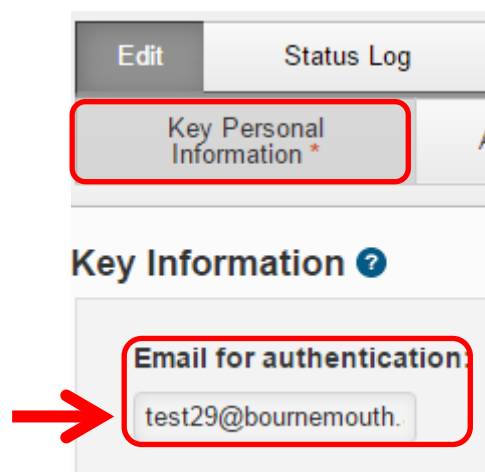 Edit Status Log
Key Personal
Information *
Key Information ?
Email for authentication:
test29@bournemouth.